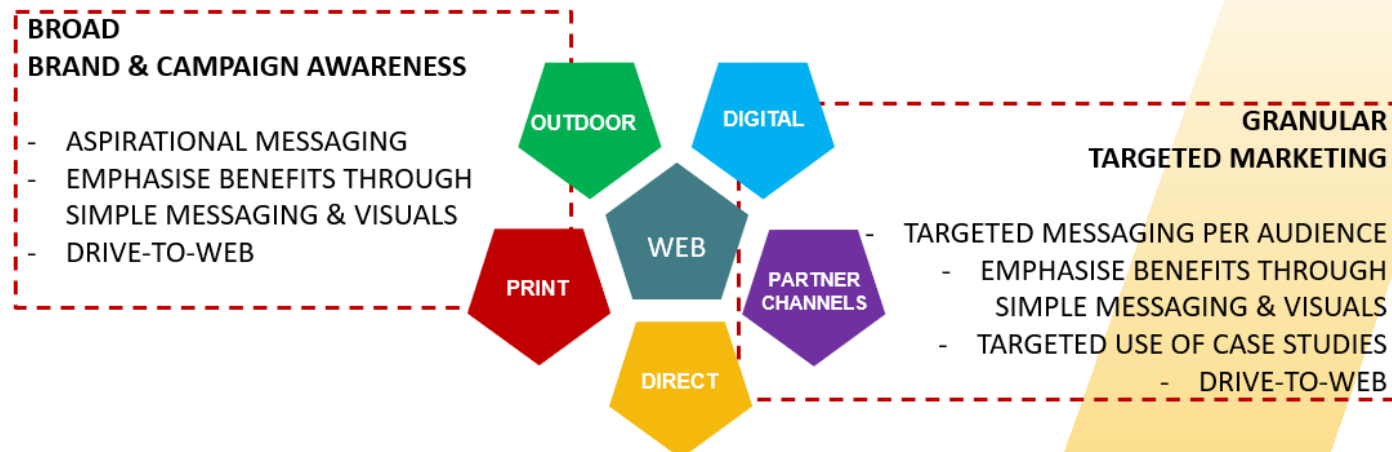 BROAD
BRAND & CAMPAIGN AWARENESS
- ASPIRATIONAL MESSAGING
- EMPHASISE BENEFITS THROUGH
SIMPLE MESSAGING & VISUALS
- DRIVE-TO-WEB
OUTDOOR
DIGITAL
WEB
PRINT
PARTNER
CHANNELS
DIRECT
GRANULAR
TARGETED MARKETING
- TARGETED MESSAGING PER AUDIENCE
- EMPHASISE BENEFITS THROUGH
SIMPLE MESSAGING & VISUALS
- TARGETED USE OF CASE STUDIES
- DRIVE-TO-WEB